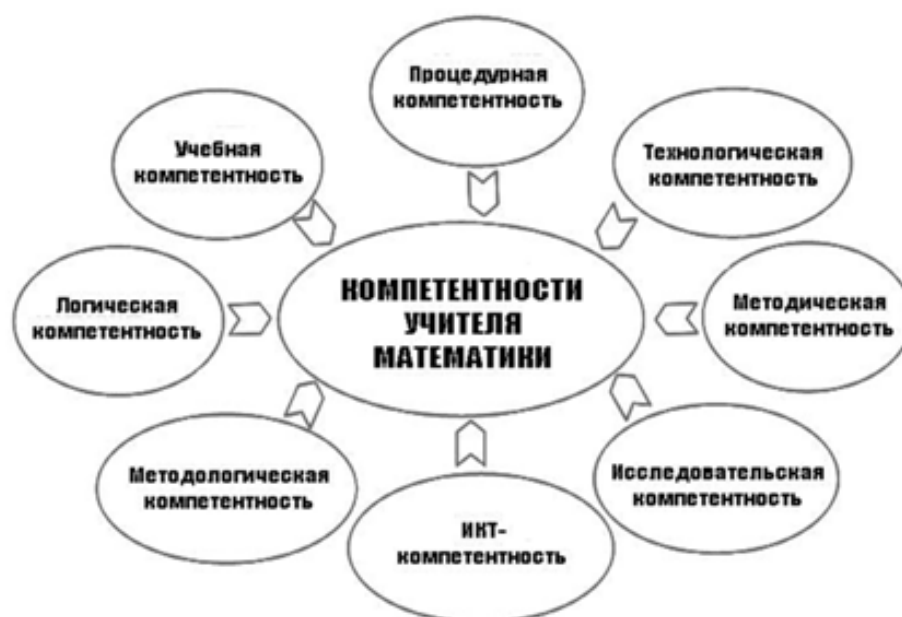 Процедурная
компетентность
Учебная
компетентность
Технологическая
компетентность
Логическая
компетентность
КОМПЕТЕНТНОСТИ
УЧИТЕЛЯ
МАТЕМАТИКИ
Методическая
компетентность
Методологическая
компетентность
ИКТ-
компетентность
Исследовательская
компетентность